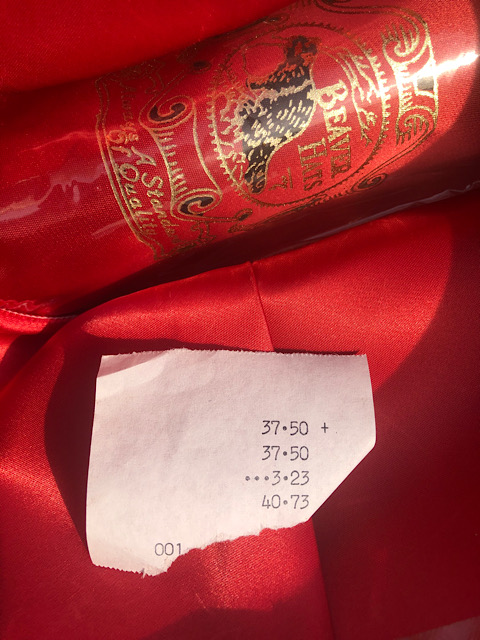 BEAVER
HATS
A Standard
of Quality
37•50 +
37•50
•••3•23
40•73
001